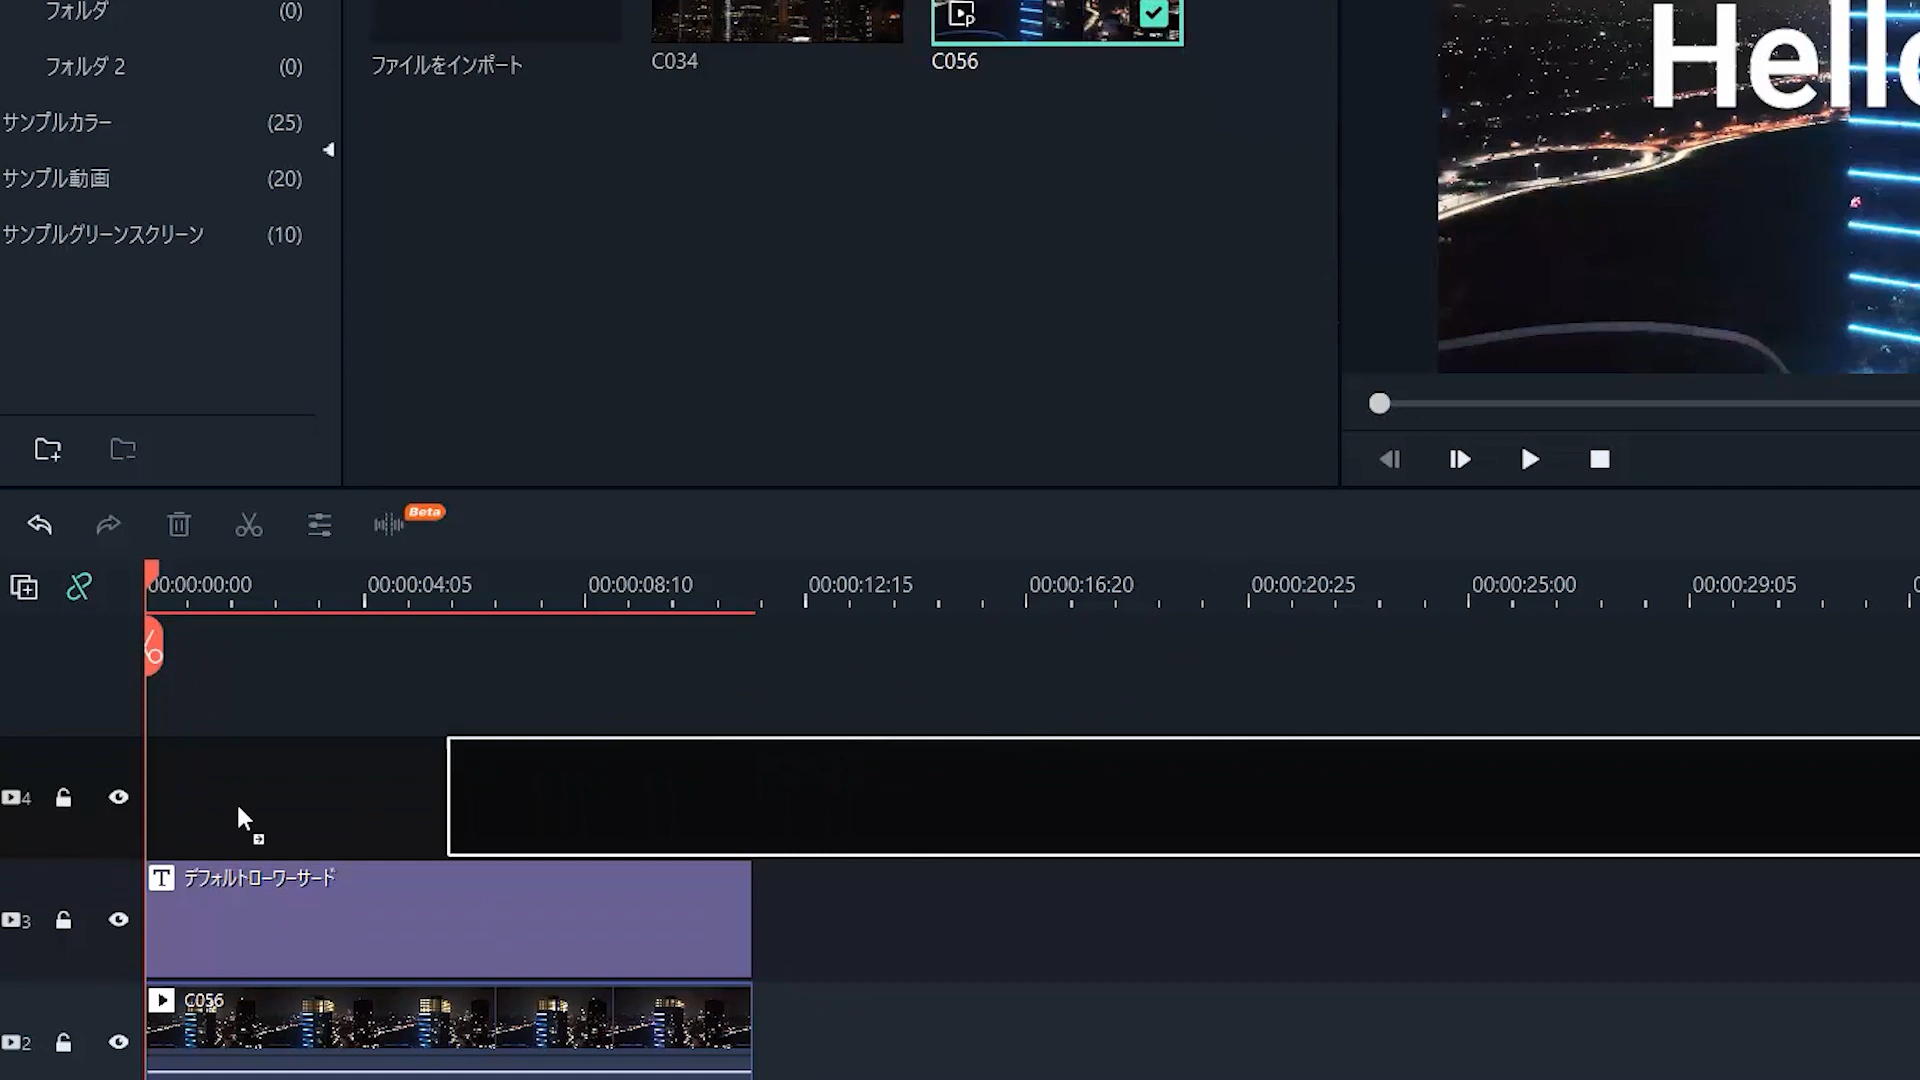 フォルダ (0)
フォルダ 2 (0)
サンプルカラー (25)
サンプル動画 (20)
サンプルグリーンスクリーン (10)
ファイルをインポート
C034
C056
Hello
Beta
00:00:00:00 00:00:04:05 00:00:08:10 00:00:12:15 00:00:16:20 00:00:20:25 00:00:25:00 00:00:29:05
4
T デフォルトローワーサード
3
C056
2